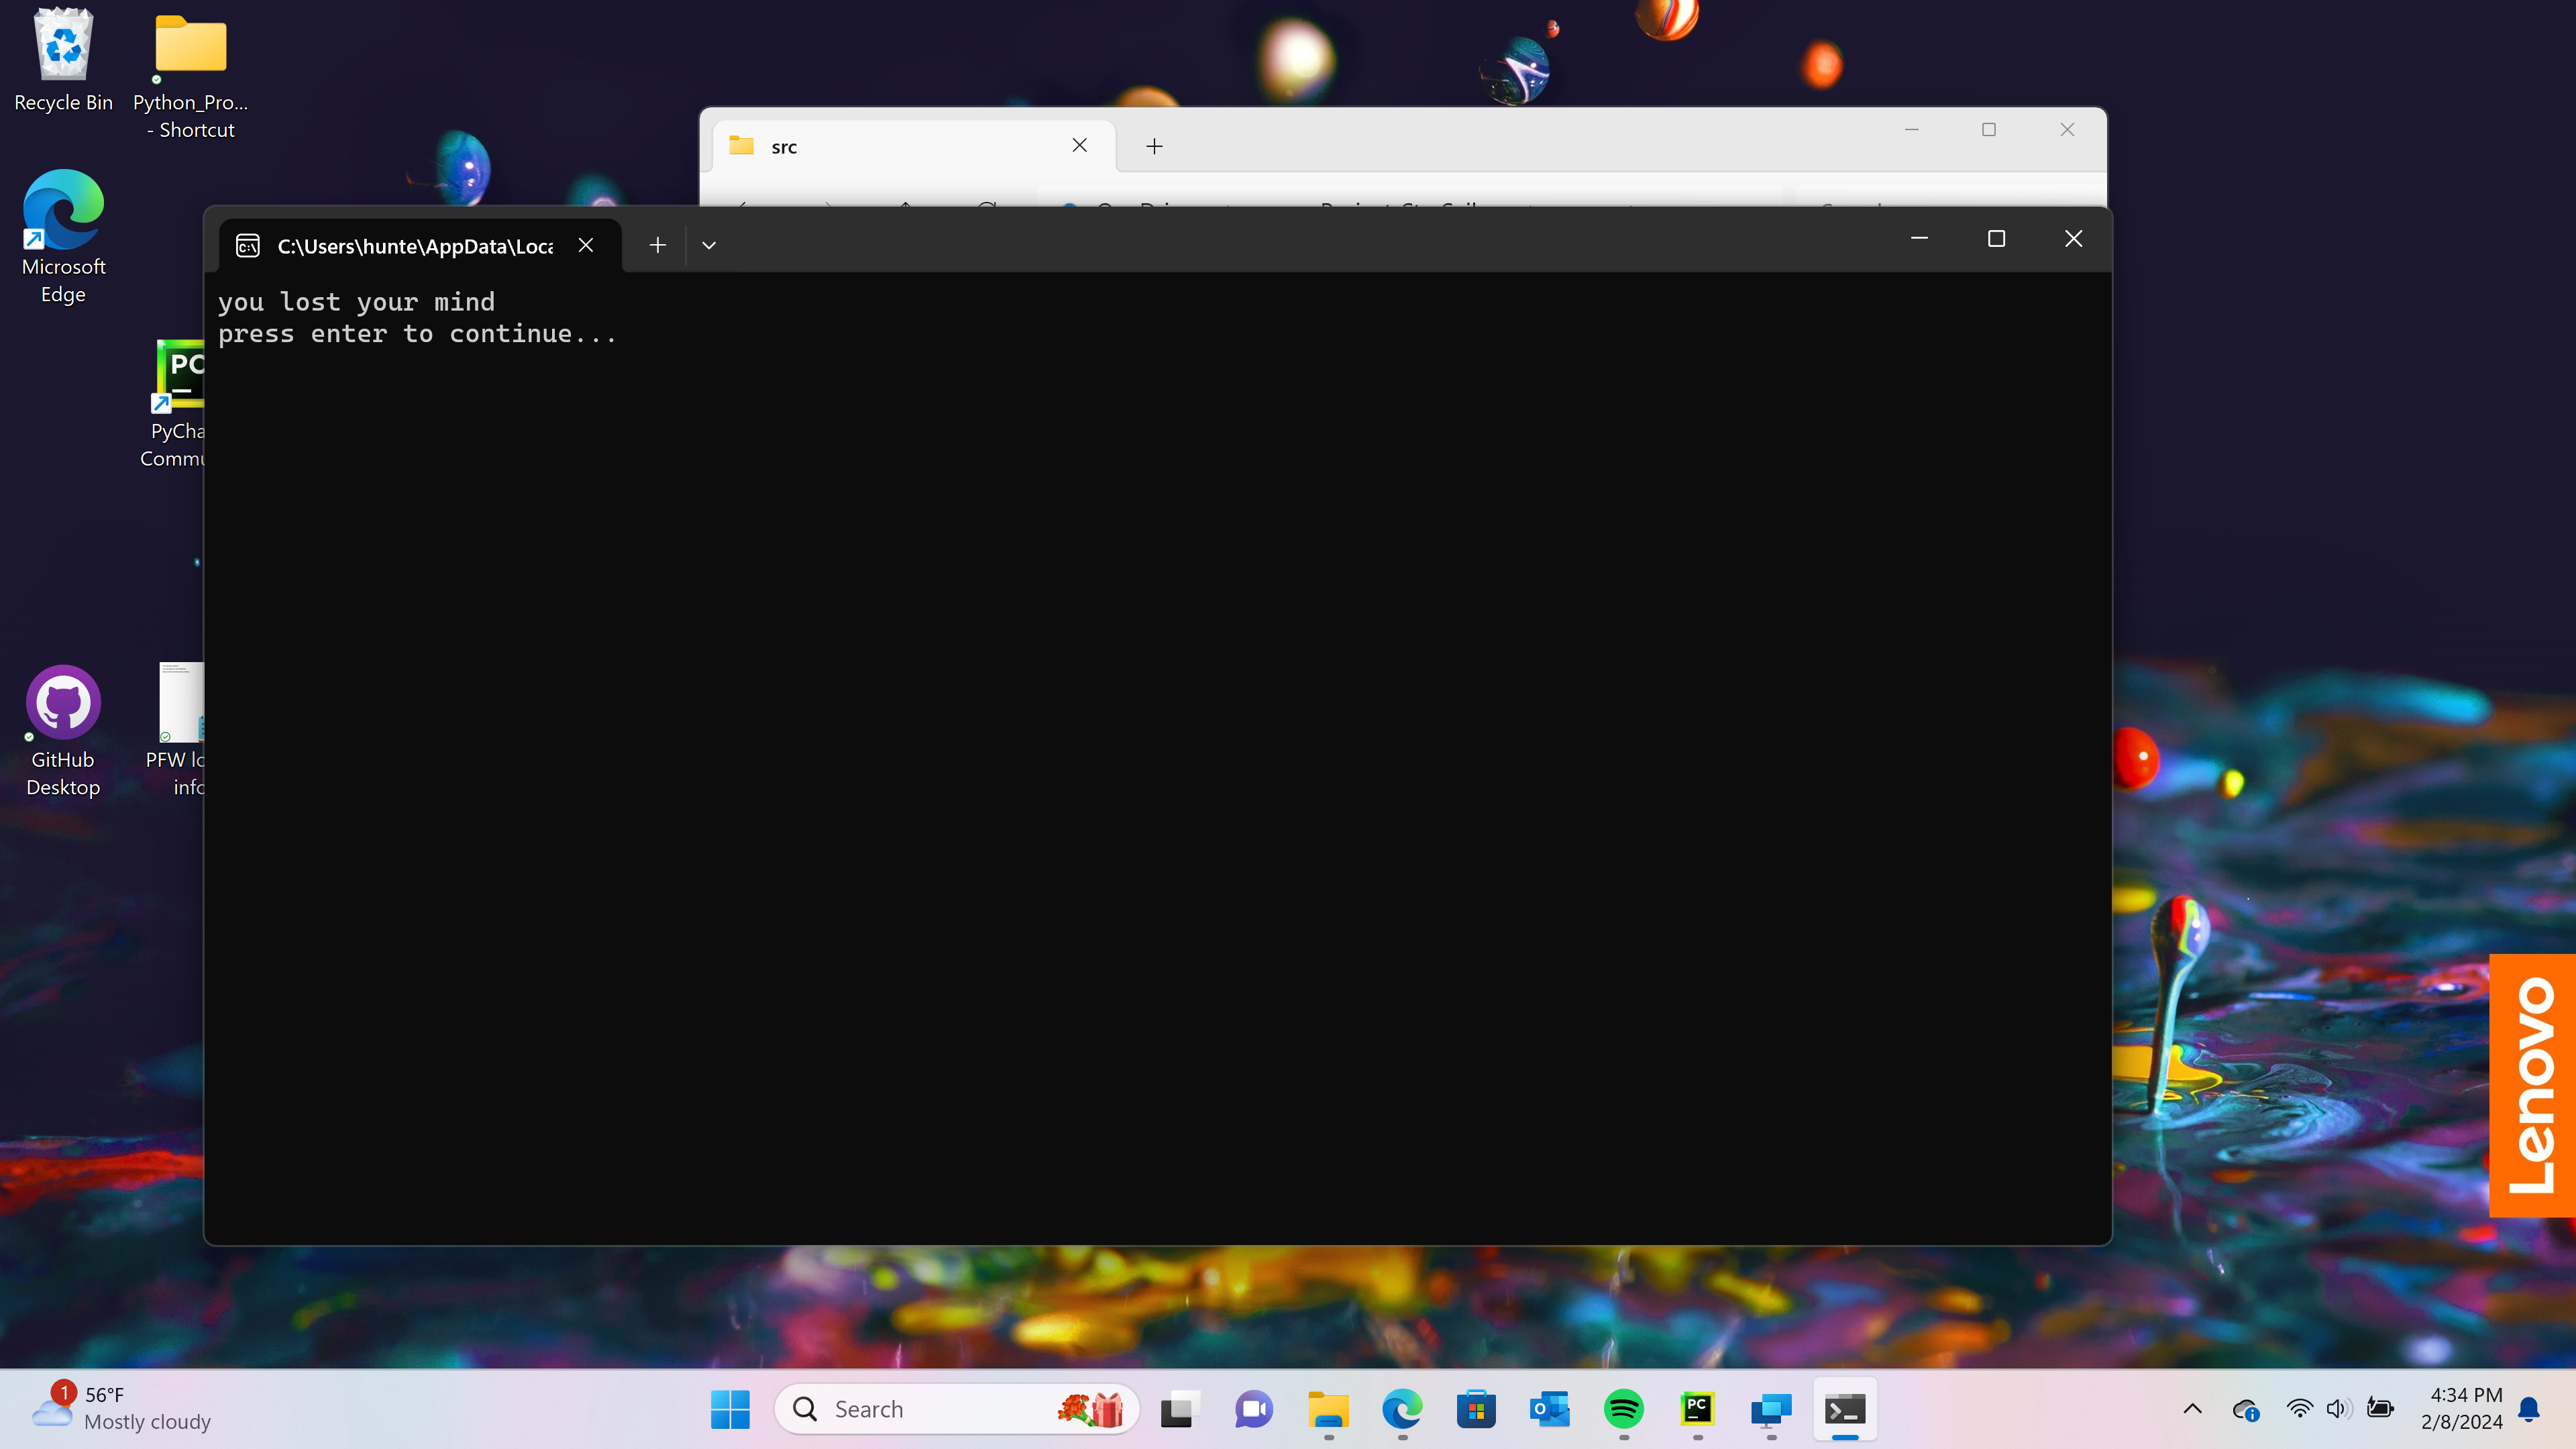 Recycle Bin
Python_Pro...
- Shortcut
Microsoft
Edge
src
C:\Users\hunte\AppData\Loca
you lost your mind
press enter to continue...
PC
PyCha
Commu
GitHub
Desktop
PFW lo
info
Lenovo
1
56°F
Mostly cloudy
Search
PC
4:34 PM
2/8/2024